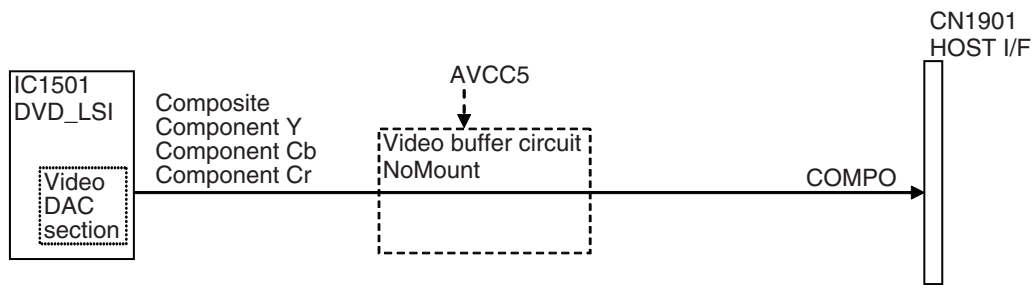 CN1901
HOST I/F
IC1501
DVD_LSI
AVCC5
Composite
Component Y
Component Cb
Component Cr
Video buffer circuit
NoMount
Video
DAC
section
COMPO